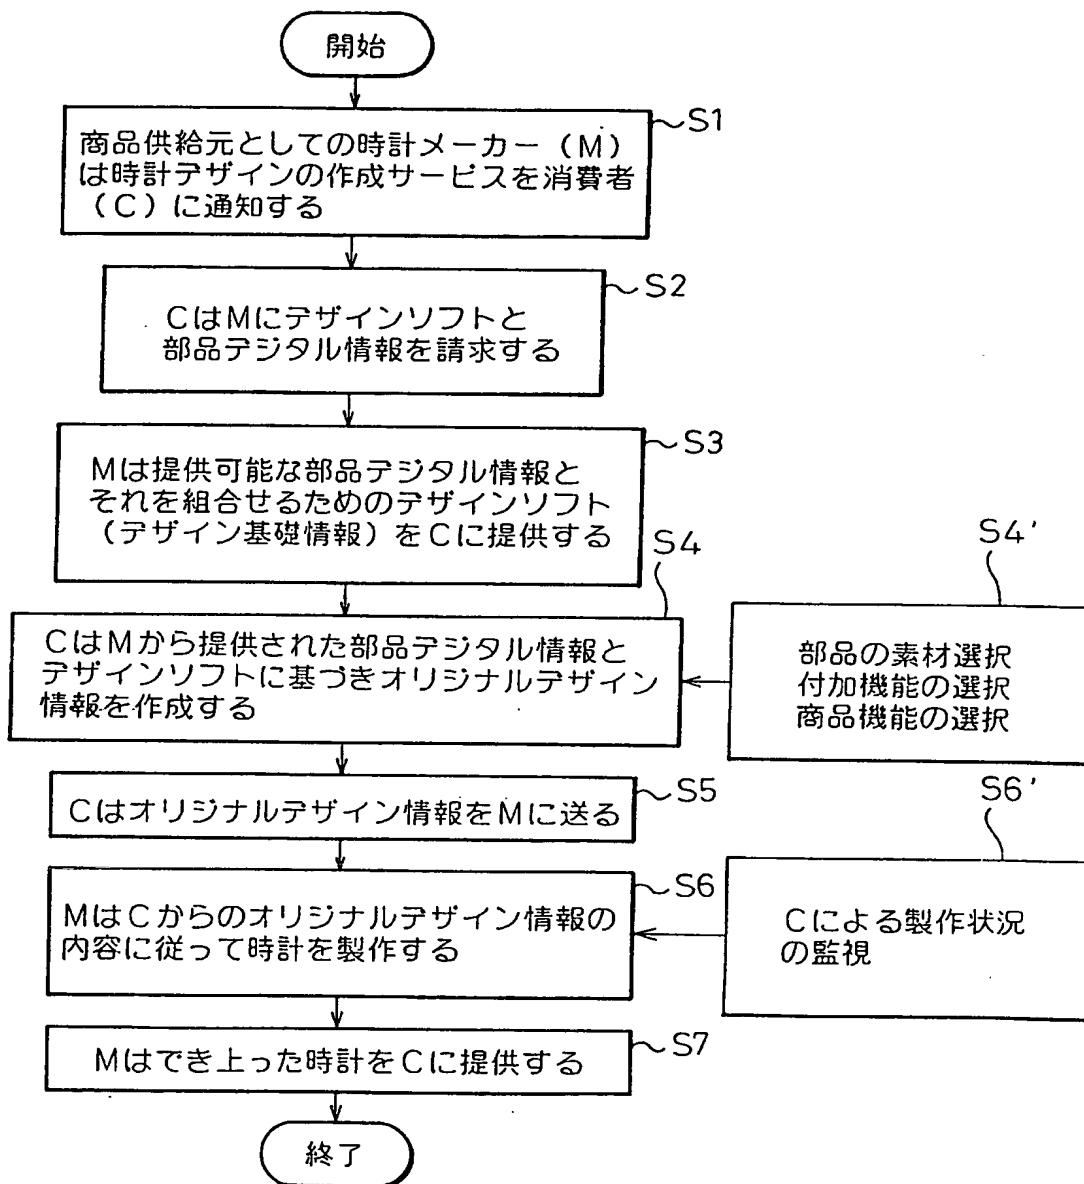 開始
S1
商品供給元としての時計メーカー(M)
は時計デザインの作成サービスを消費者
(C)に通知する
S2
CはMにデザインソフトと
部品デジタル情報を請求する
S3
Mは提供可能な部品デジタル情報と
それを組合せるためのデザインソフト
(デザイン基礎情報)をCに提供する
S4
CはMから提供された部品デジタル情報と
デザインソフトに基づきオリジナルデザイン
情報を作成する
S4'
部品の素材選択
付加機能の選択
商品機能の選択
S5
Cはオリジナルデザイン情報をMに送る
S6
MはCからのオリジナルデザイン情報の
内容に従って時計を製作する
S6'
Cによる製作状況
の監視
S7
Mはでき上った時計をCに提供する
終了